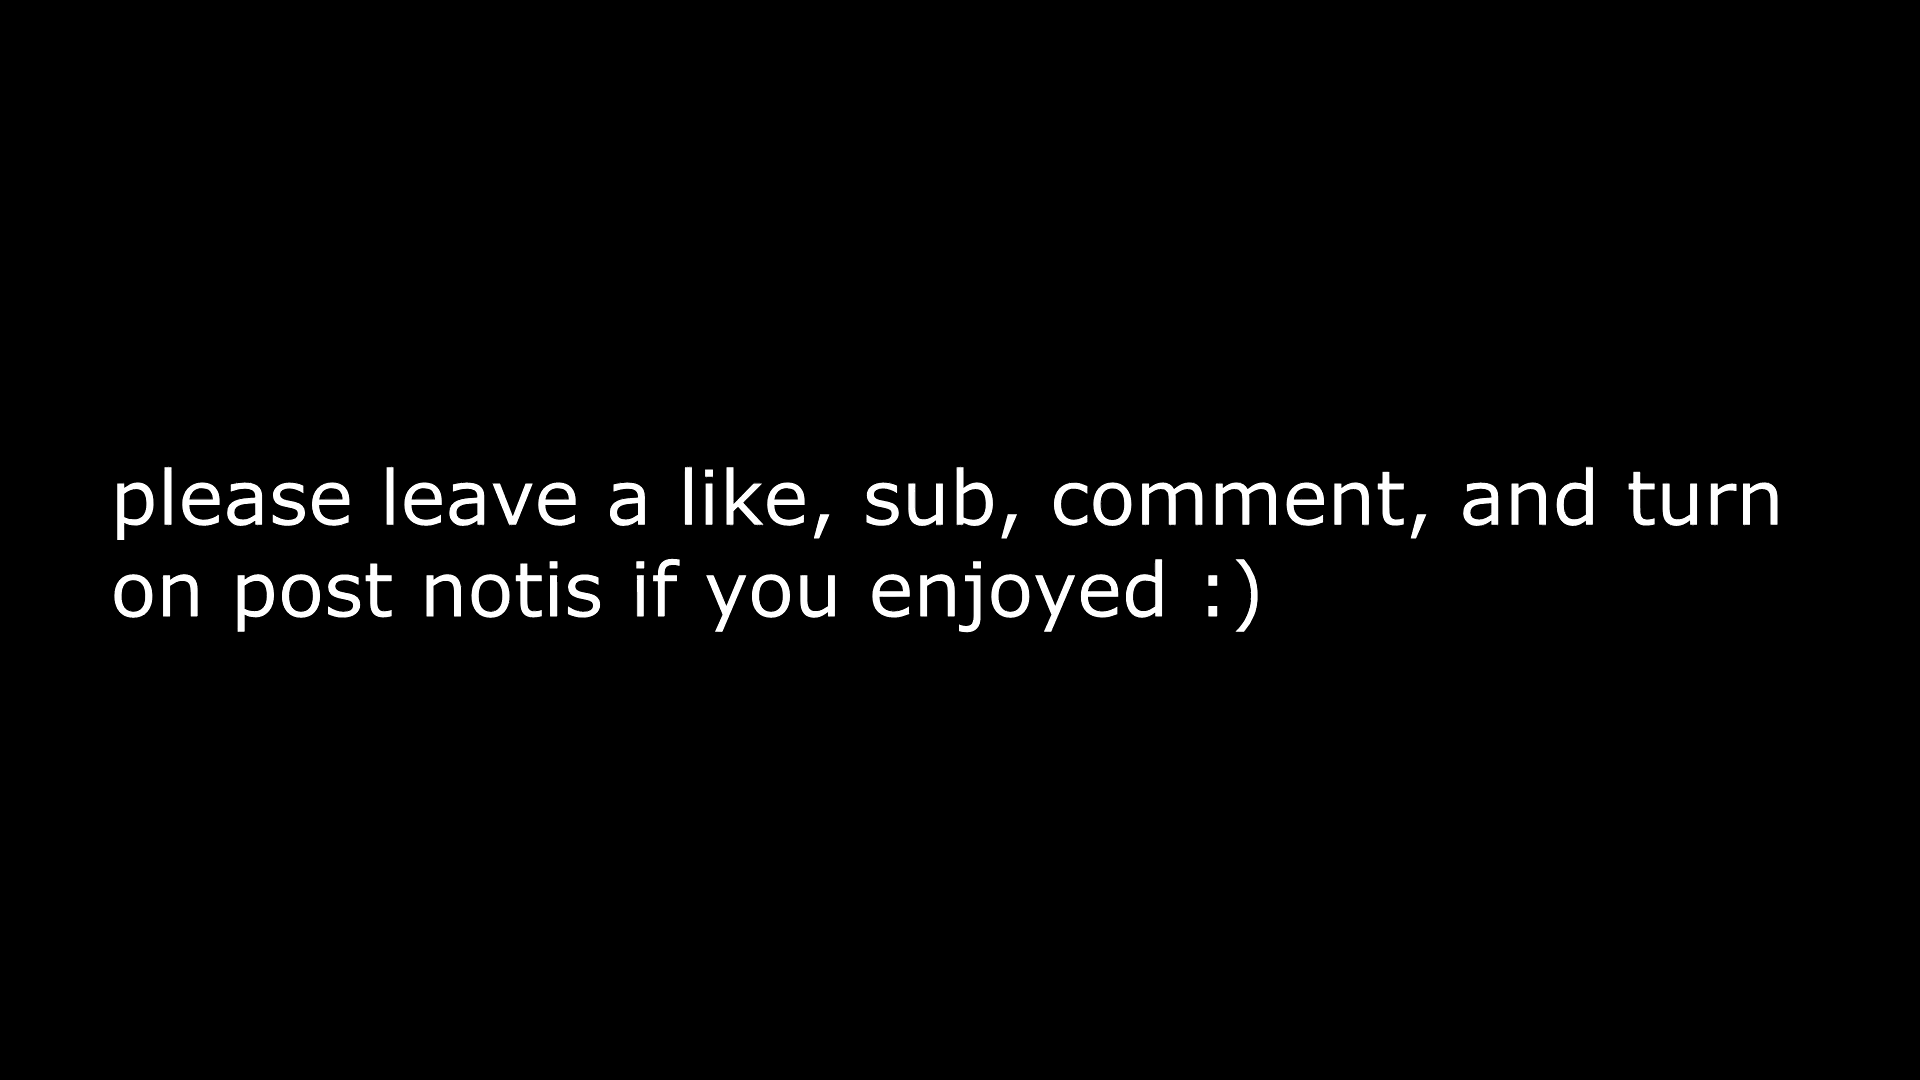 please leave a like, sub, comment, and turn
on post notis if you enjoyed :)